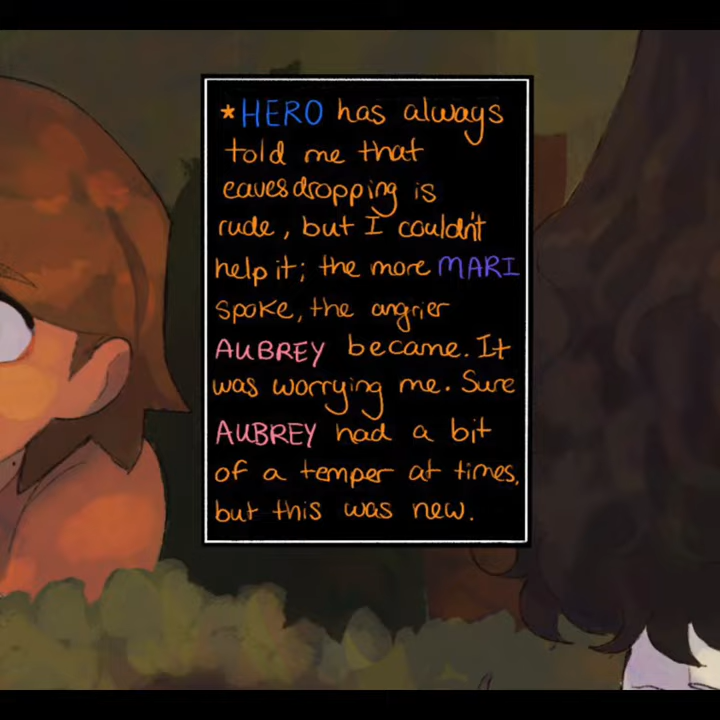 *HERO has always
told me that
eavesdropping is
rude, but I couldn't
help it; the more MARI
spoke, the angrier
AUBREY became. It
was worrying me. Sure
AUBREY had a bit
of a temper at times,
but this was new.